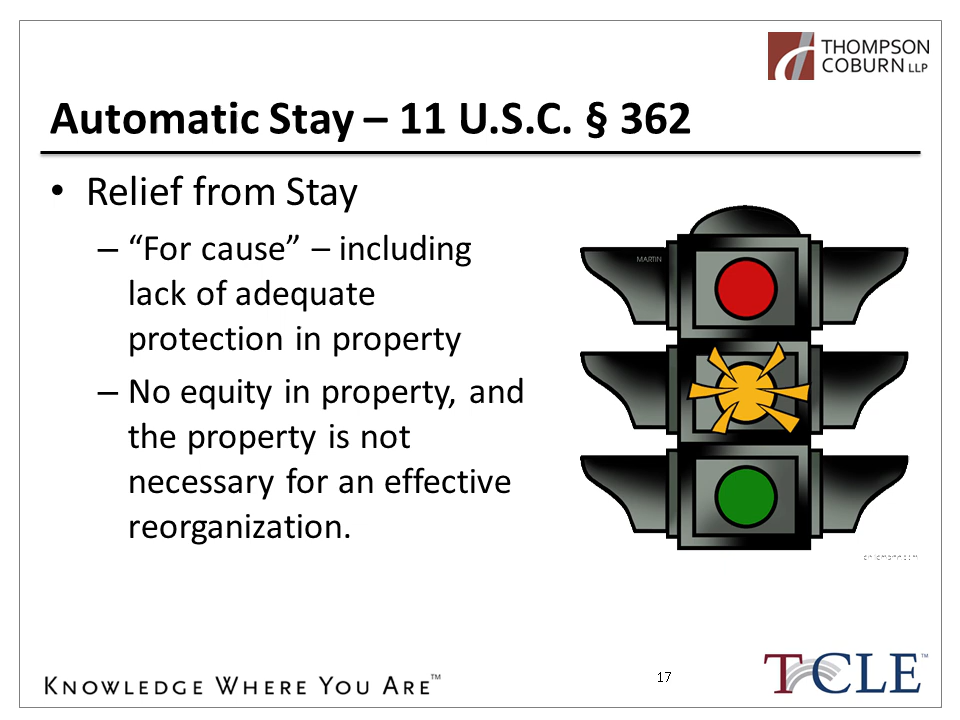 THOMPSON
COBURN LLP
Automatic Stay – 11 U.S.C. § 362
• Relief from Stay
– “For cause” – including
lack of adequate
protection in property
– No equity in property, and
the property is not
necessary for an effective
reorganization.
MARTIN
KNOWLEDGE WHERE YOU ARE™
17
TCLE™